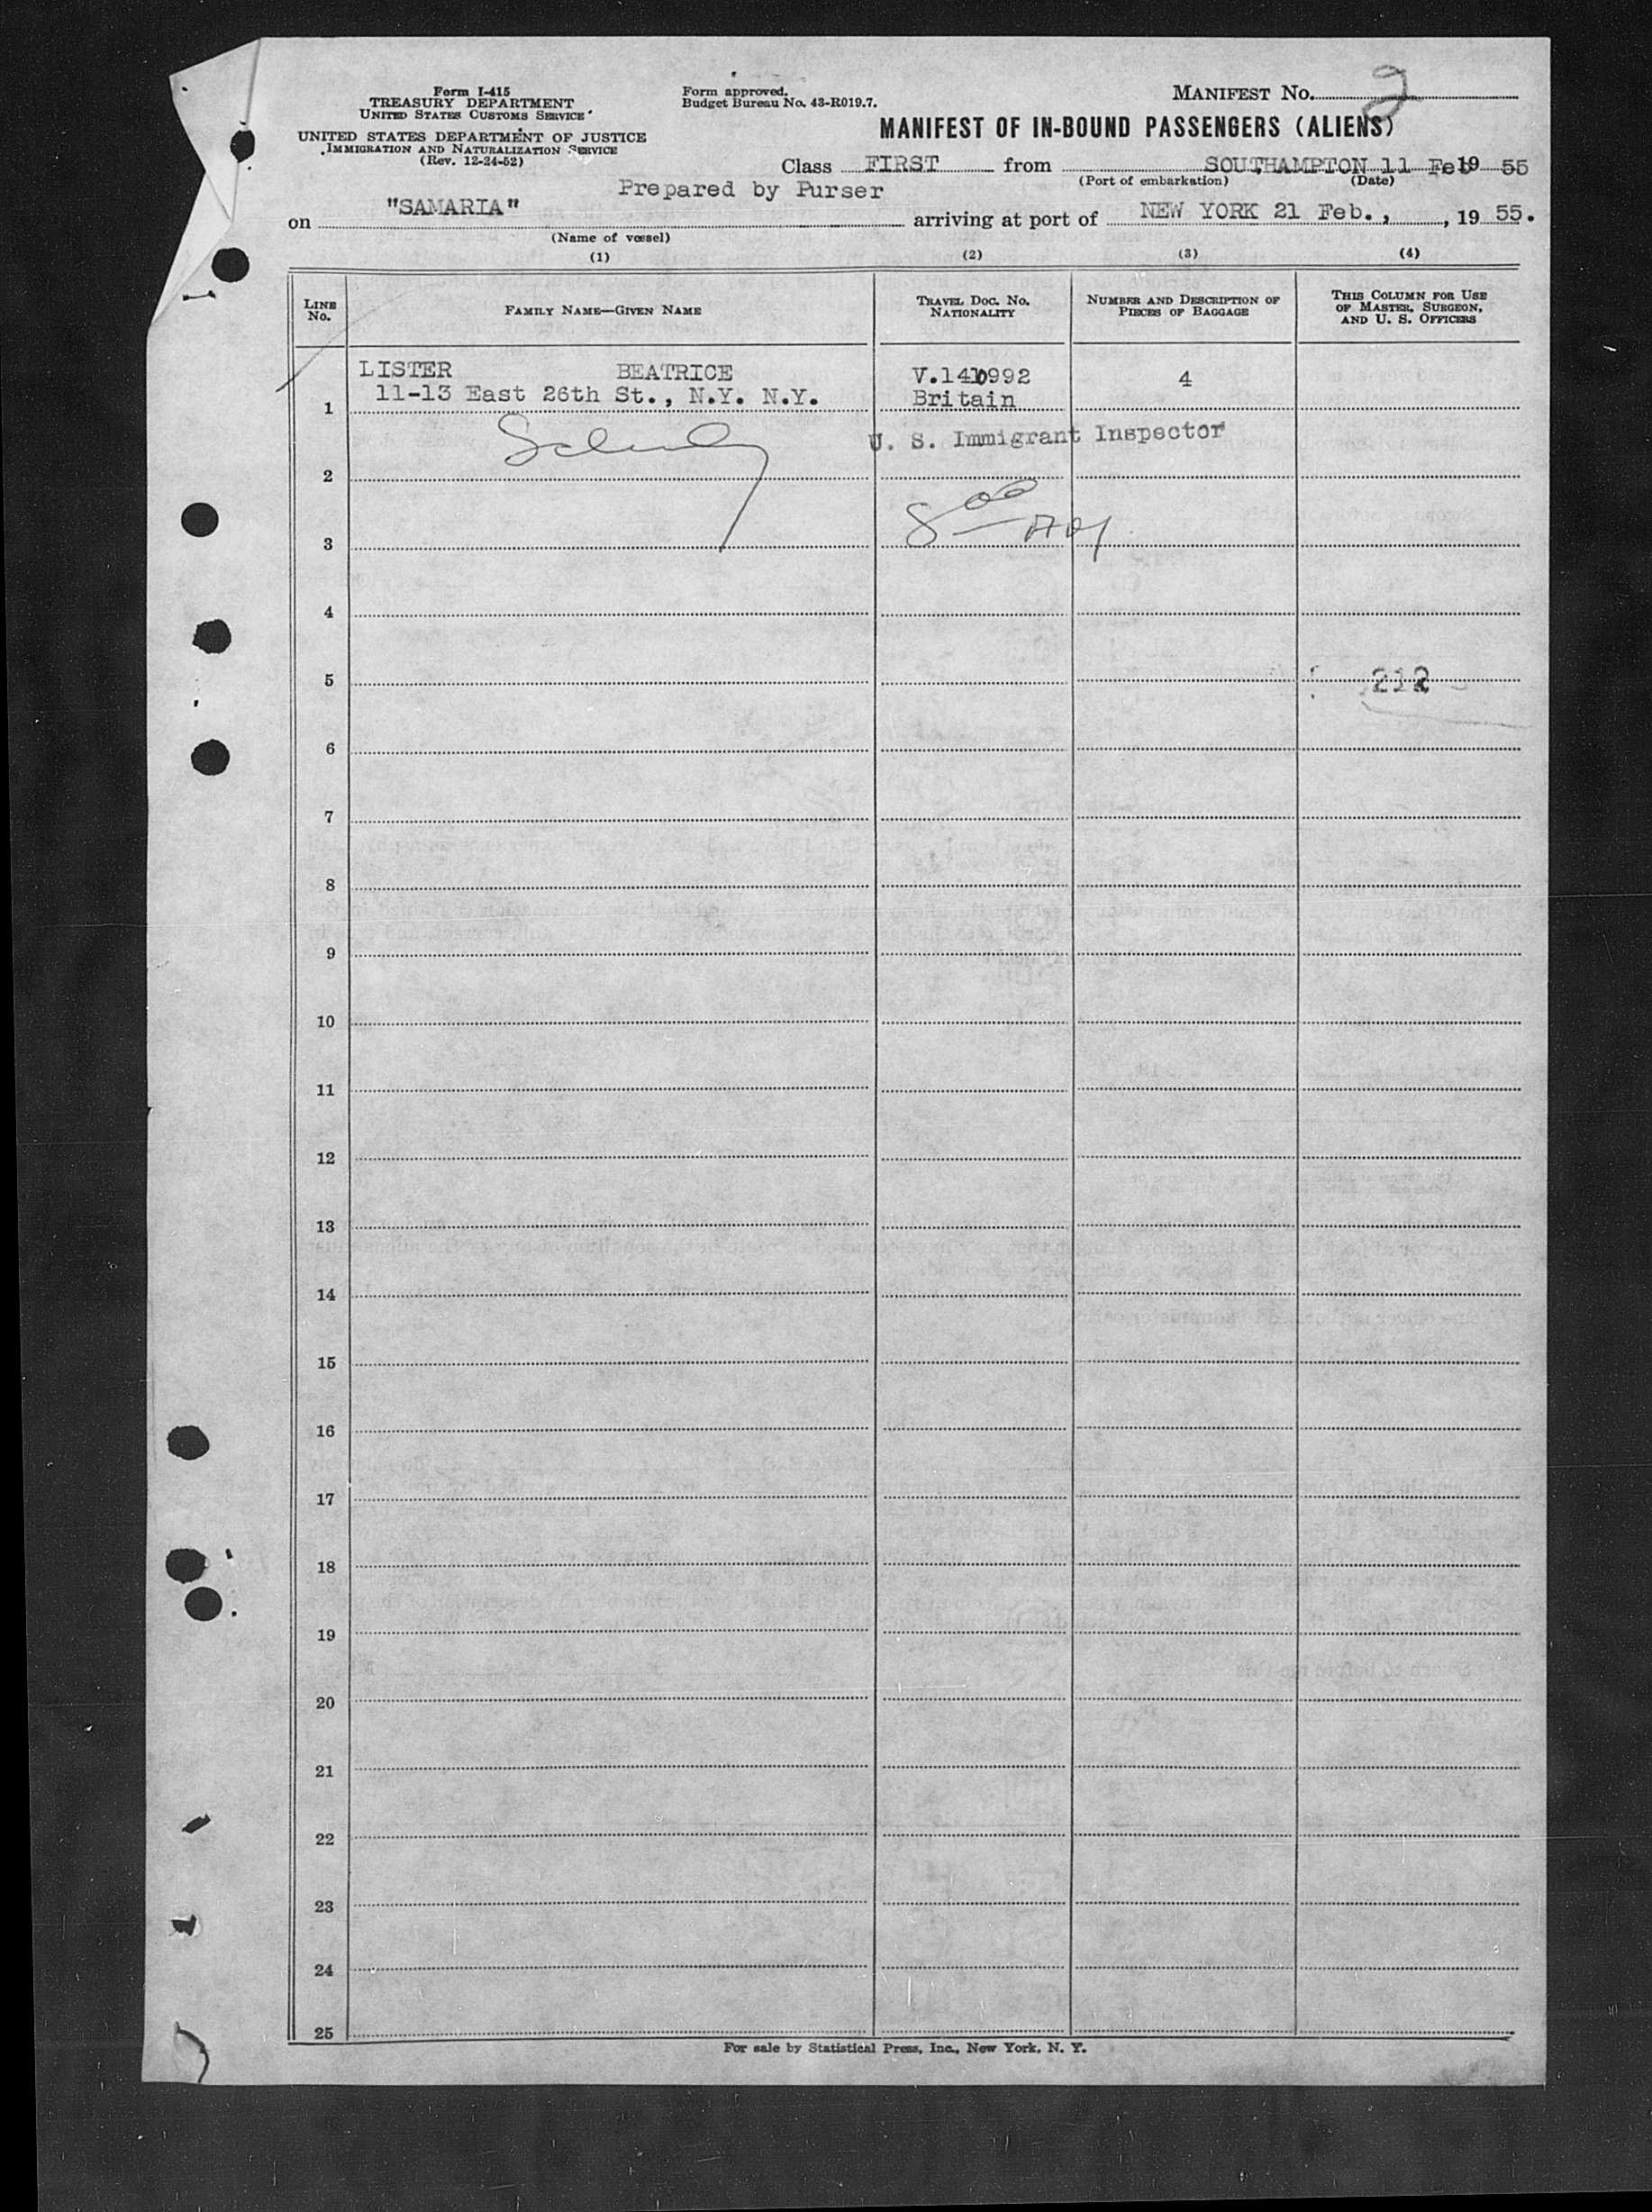 Form I-415
TREASURY DEPARTMENT
UNITED STATES CUSTOMS SERVICE
UNITED STATES DEPARTMENT OF JUSTICE
IMMIGRATION AND NATURALIZATION SERVICE
(Rev. 12-24-52)
Form approved.
Budget Bureau No. 43-R019.7.
MANIFEST NO. 2
MANIFEST OF IN-BOUND PASSENGERS (ALIENS)
Class FIRST from SOUTHAMPTON 11 Feb 19 55
(Port of embarkation) (Date)
Prepared by Purser
on "SAMARIA" arriving at port of NEW YORK 21 Feb., , 19 55.
(Name of vessel)
(1) (2) (3) (4)
LINE No. FAMILY NAME—GIVEN NAME TRAVEL DOC. NO. NATIONALITY NUMBER AND DESCRIPTION OF PIECES OF BAGGAGE THIS COLUMN FOR USE OF MASTER, SURGEON, AND U. S. OFFICERS
LISTER BEATRICE V.1410992 4
1 11-13 East 26th St., N.Y. N.Y. Britain
U. S. Immigrant Inspector
2
3
4
5 212
6
7
8
9
10
11
12
13
14
15
16
17
18
19
20
21
22
23
24
25
For sale by Statistical Press, Inc., New York, N. Y.